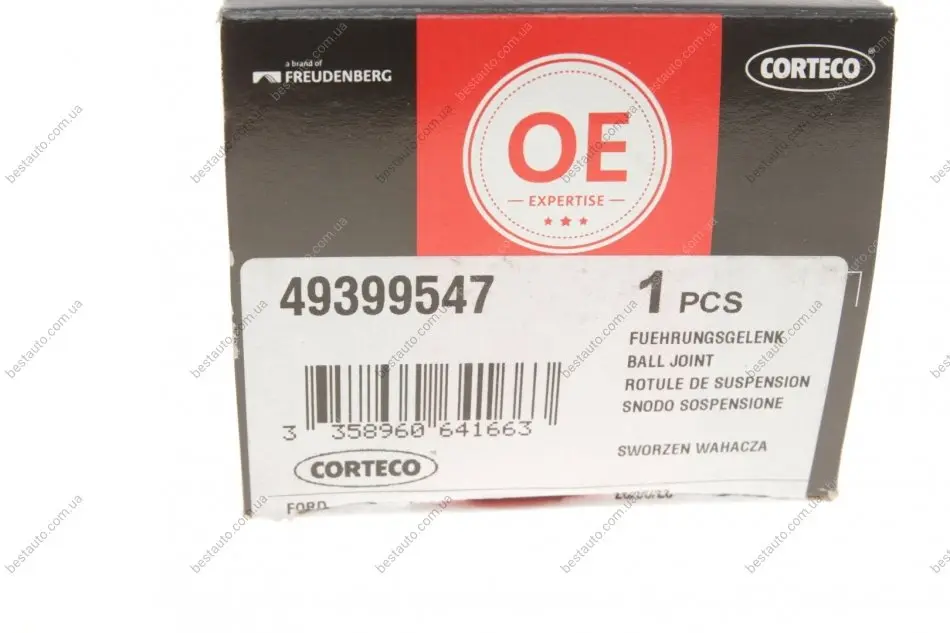 a brand of
FREUDENBERG
CORTECO
OE
EXPERTISE
49399547
1 PCS
FUEHRUNGSGELENK
BALL JOINT
ROTULE DE SUSPENSION
SNODO SOSPENSIONE
SWORZEN WAHACZA
3 358960 641663
CORTECO
FORD
bestauto.com.ua